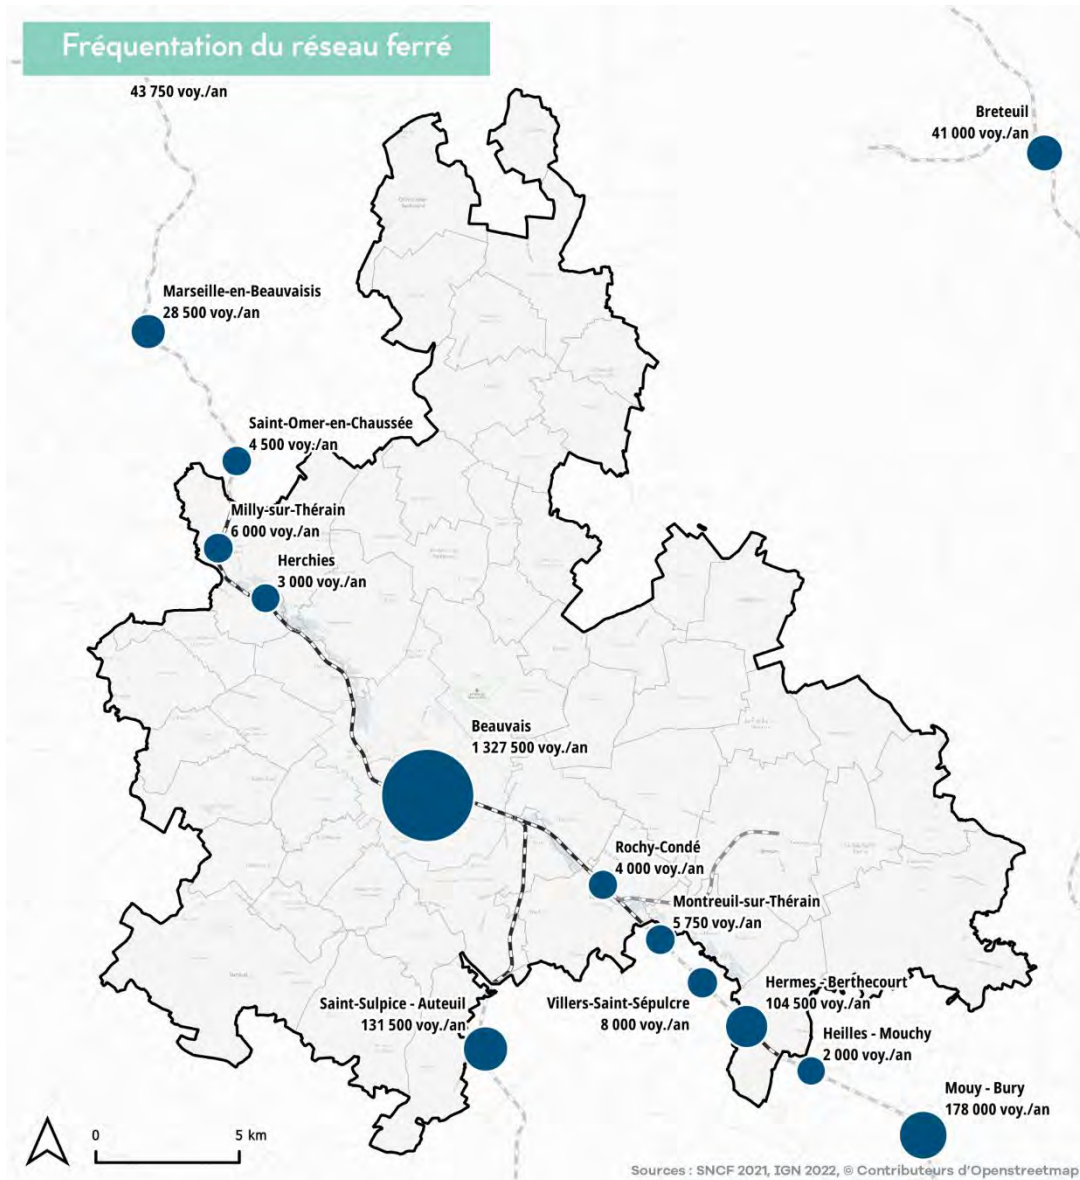 Fréquentation du réseau ferré
43 750 voy./an
Breteuil
41 000 voy./an
Marseille-en-Beauvaisis
28 500 voy./an
Saint-Omer-en-Chaussée
4 500 voy./an
Milly-sur-Thérain
6 000 voy./an
Herchies
3 000 voy./an
Beauvais
1 327 500 voy./an
Rochy-Condé
4 000 voy./an
Montreuil-sur-Thérain
5 750 voy./an
Hermes - Berthecourt
104 500 voy./an
Villers-Saint-Sépulcre
8 000 voy./an
Saint-Sulpice - Auteuil
131 500 voy./an
Heilles - Mouchy
2 000 voy./an
Mouy - Bury
178 000 voy./an
0 5 km
Sources : SNCF 2021, IGN 2022, © Contributeurs d'Openstreetmap